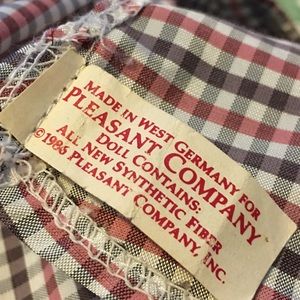 MADE IN WEST GERMANY FOR
PLEASANT COMPANY
DOLL CONTAINS:
ALL NEW SYNTHETIC FIBER
©1986 PLEASANT COMPANY, INC.